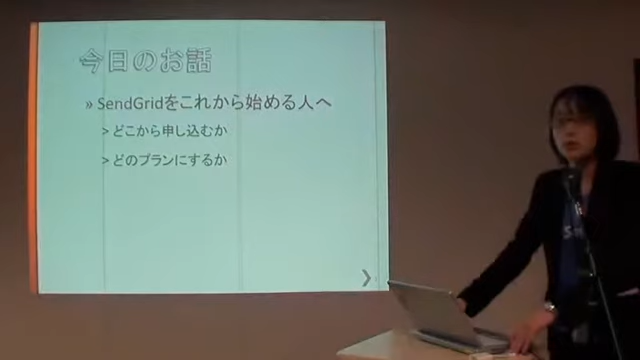 今日のお話
» SendGridをこれから始める人へ
> どこから申し込むか
> どのプランにするか